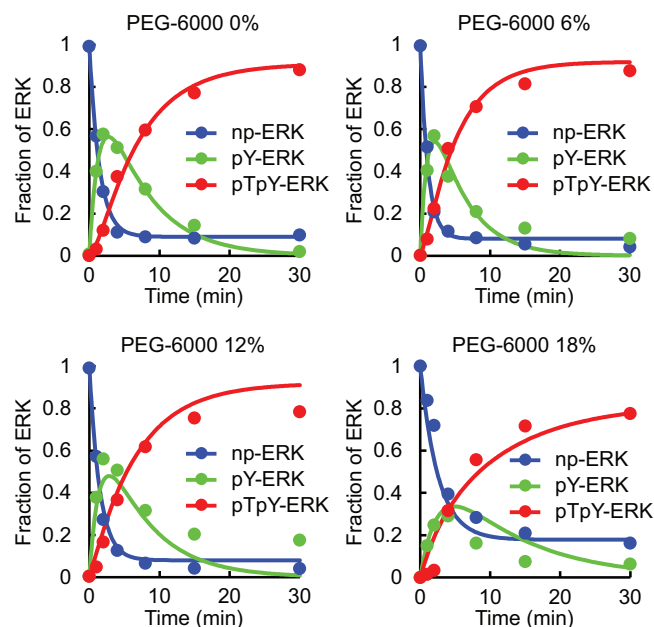 PEG-6000 0%
Fraction of ERK
1
0.8
0.6
0.4
0.2
0
np-ERK
pY-ERK
pTpY-ERK
0 10 20 30
Time (min)
PEG-6000 6%
Fraction of ERK
1
0.8
0.6
0.4
0.2
0
np-ERK
pY-ERK
pTpY-ERK
0 10 20 30
Time (min)
PEG-6000 12%
Fraction of ERK
1
0.8
0.6
0.4
0.2
0
np-ERK
pY-ERK
pTpY-ERK
0 10 20 30
Time (min)
PEG-6000 18%
Fraction of ERK
1
0.8
0.6
0.4
0.2
0
np-ERK
pY-ERK
pTpY-ERK
0 10 20 30
Time (min)